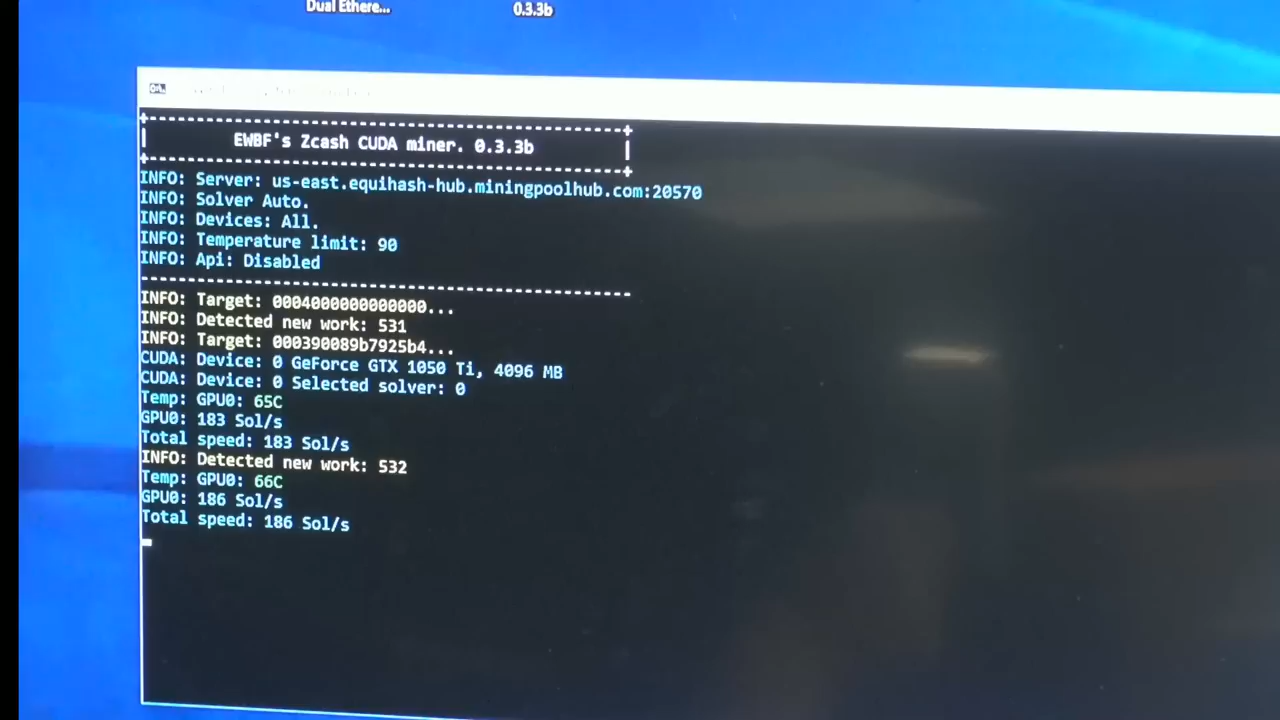 Dual Ethere... 0.3.3b
+--------------------------------------------------+
| EWBF's Zcash CUDA miner. 0.3.3b |
+--------------------------------------------------+
INFO: Server: us-east.equihash-hub.miningpoolhub.com:20570
INFO: Solver Auto.
INFO: Devices: All.
INFO: Temperature limit: 90
INFO: Api: Disabled
----------------------------------------------------
INFO: Target: 0004000000000000...
INFO: Detected new work: 531
INFO: Target: 000390089b7925b4...
CUDA: Device: 0 GeForce GTX 1050 Ti, 4096 MB
CUDA: Device: 0 Selected solver: 0
Temp: GPU0: 65C
GPU0: 183 Sol/s
Total speed: 183 Sol/s
INFO: Detected new work: 532
Temp: GPU0: 66C
GPU0: 186 Sol/s
Total speed: 186 Sol/s